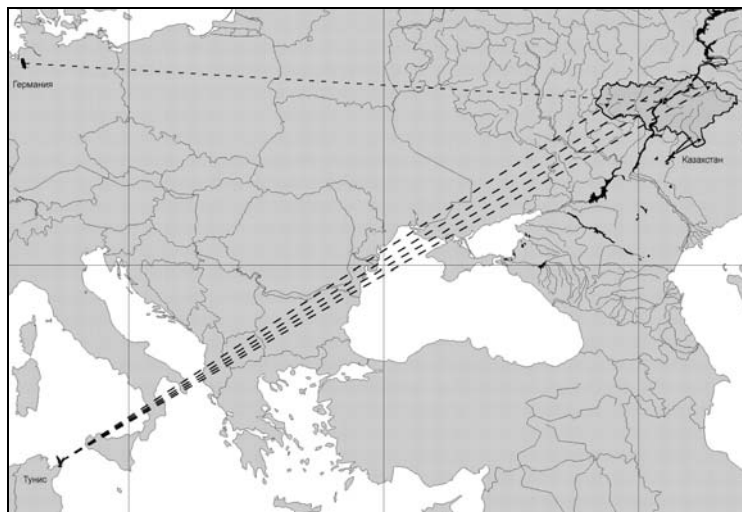 Германия
Казахстан
Тунис